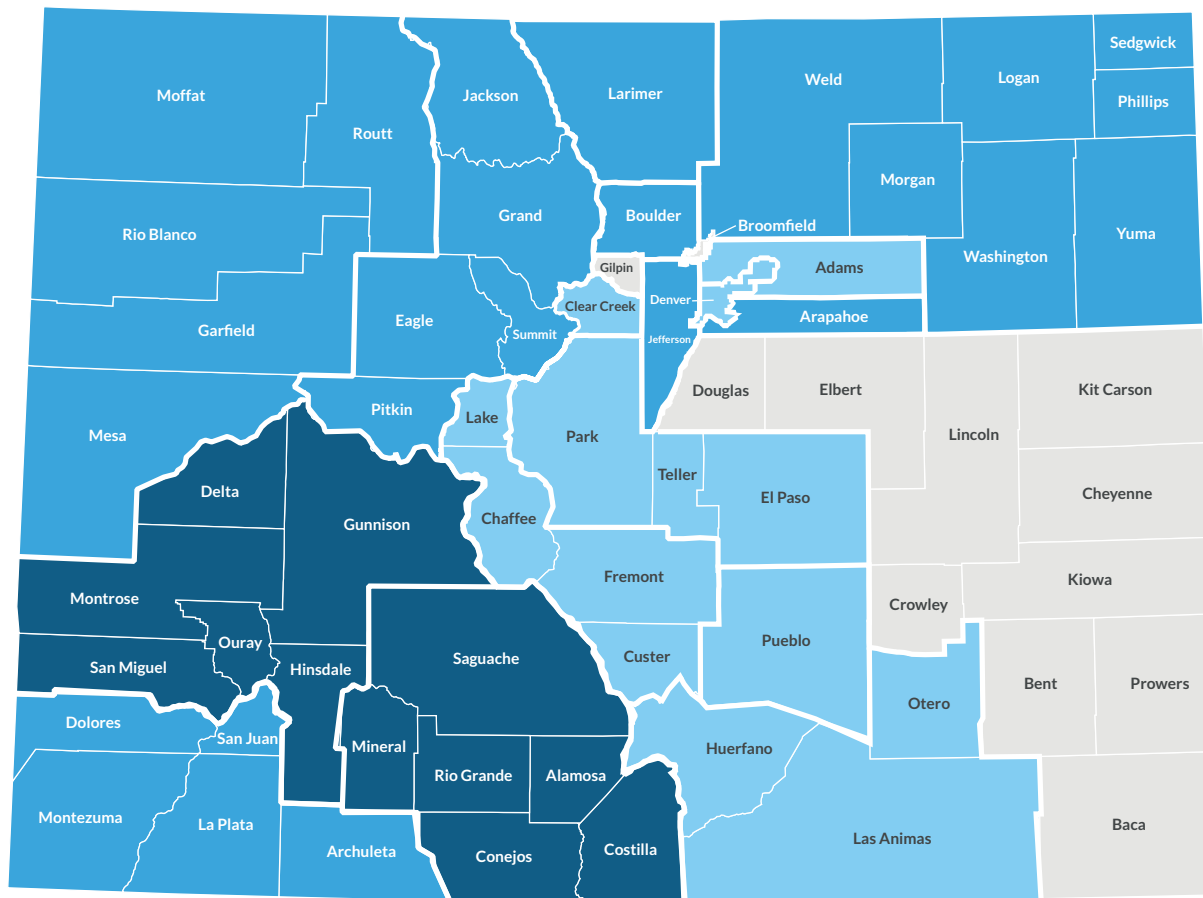 Sedgwick
Moffat
Jackson
Larimer
Weld
Logan
Phillips
Routt
Morgan
Grand
Boulder
Broomfield
Rio Blanco
Yuma
Washington
Gilpin
Adams
Clear Creek
Denver
Eagle
Arapahoe
Garfield
Summit
Jefferson
Douglas
Elbert
Kit Carson
Pitkin
Lake
Mesa
Park
Lincoln
Teller
Delta
El Paso
Cheyenne
Gunnison
Chaffee
Fremont
Kiowa
Montrose
Crowley
Ouray
Pueblo
San Miguel
Hinsdale
Saguache
Custer
Bent
Prowers
Otero
Dolores
San Juan
Mineral
Huerfano
Rio Grande
Alamosa
Montezuma
La Plata
Baca
Las Animas
Archuleta
Conejos
Costilla